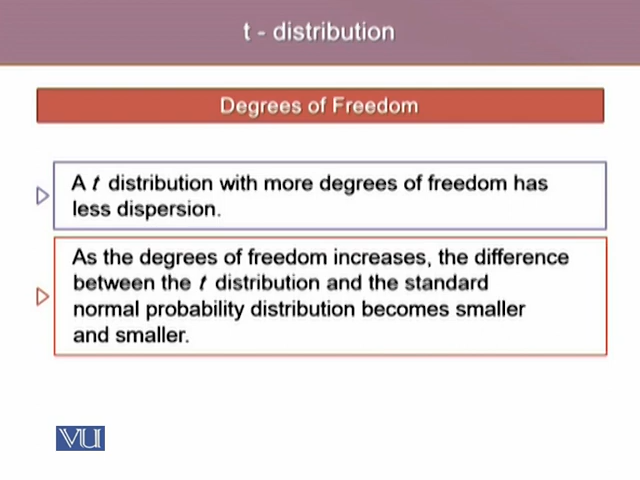 t - distribution
Degrees of Freedom
A t distribution with more degrees of freedom has
less dispersion.
As the degrees of freedom increases, the difference
between the t distribution and the standard
normal probability distribution becomes smaller
and smaller.
VU